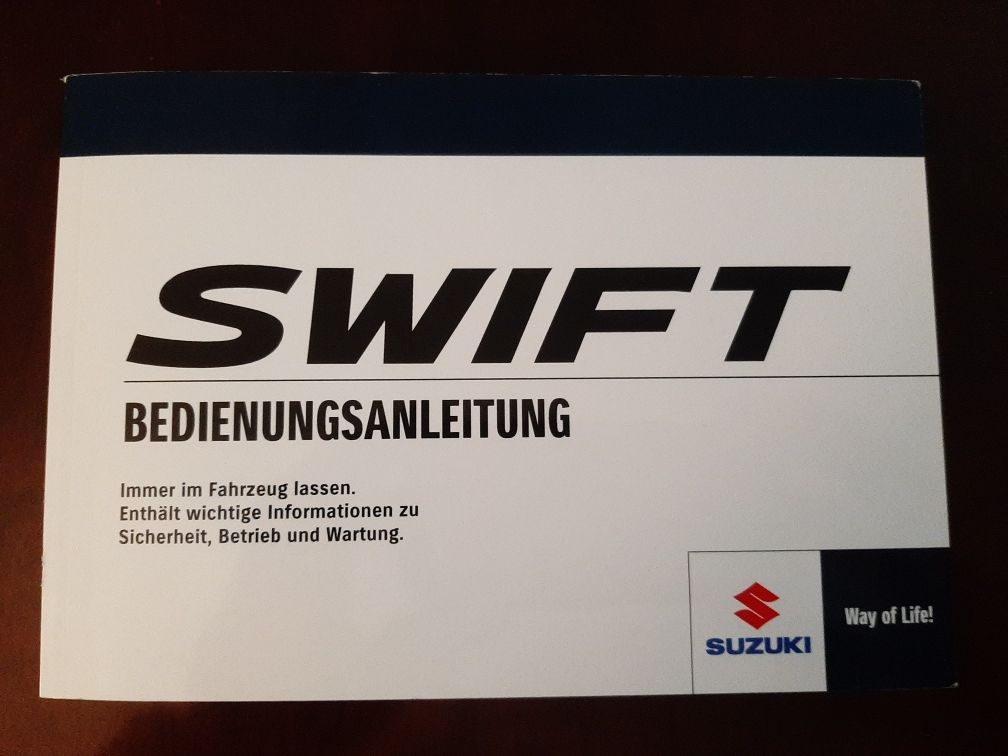 SWIFT
BEDIENUNGSANLEITUNG
Immer im Fahrzeug lassen.
Enthält wichtige Informationen zu
Sicherheit, Betrieb und Wartung.
Way of Life!
SUZUKI